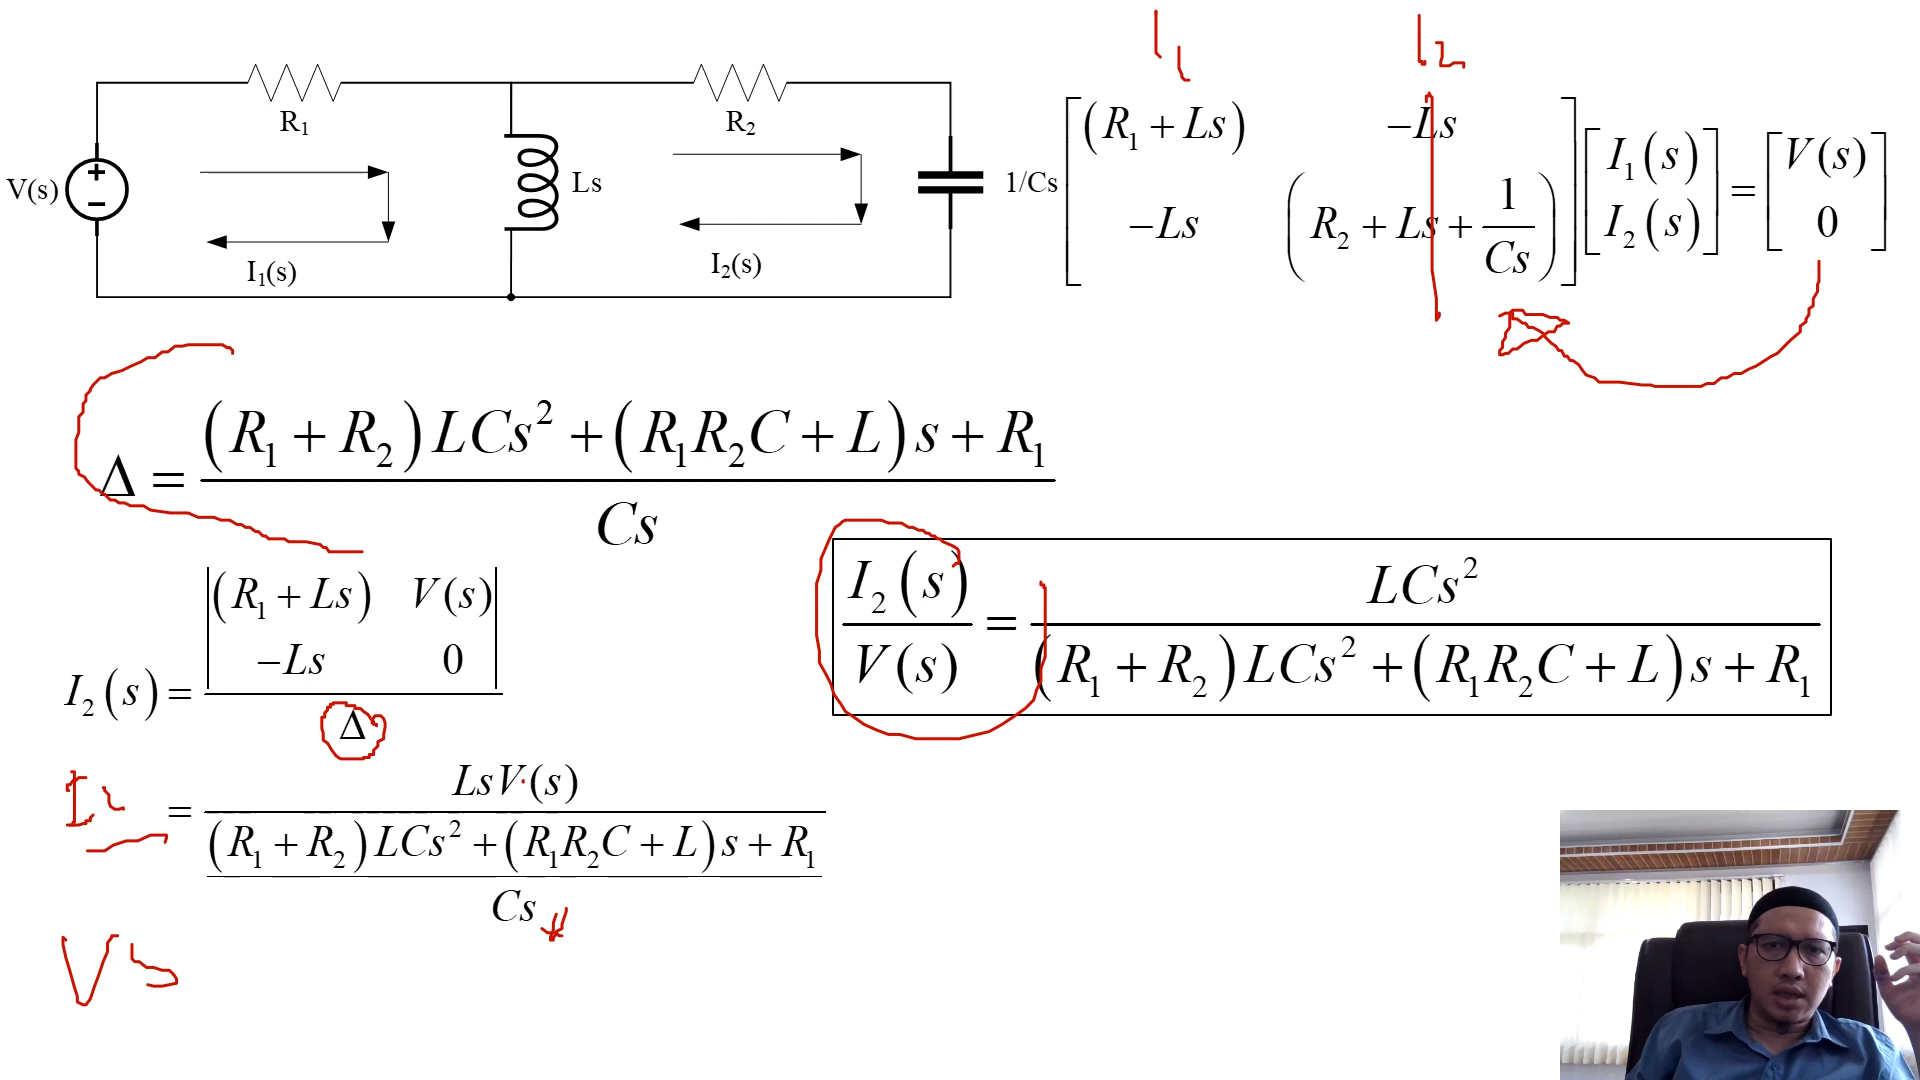 I₁ I₂
R₁ R₂
V(s) + − Ls 1/Cs
I₁(s) I₂(s)
[(R₁ + Ls) −Ls; −Ls (R₂ + Ls + 1/Cs)] [I₁(s); I₂(s)] = [V(s); 0]
Δ = ((R₁ + R₂)LCs² + (R₁R₂C + L)s + R₁) / Cs
I₂(s) = |(R₁ + Ls) V(s); −Ls 0| / Δ
I₂ = LsV(s) / (((R₁ + R₂)LCs² + (R₁R₂C + L)s + R₁) / Cs)
Vs
I₂(s) / V(s) = LCs² / ((R₁ + R₂)LCs² + (R₁R₂C + L)s + R₁)